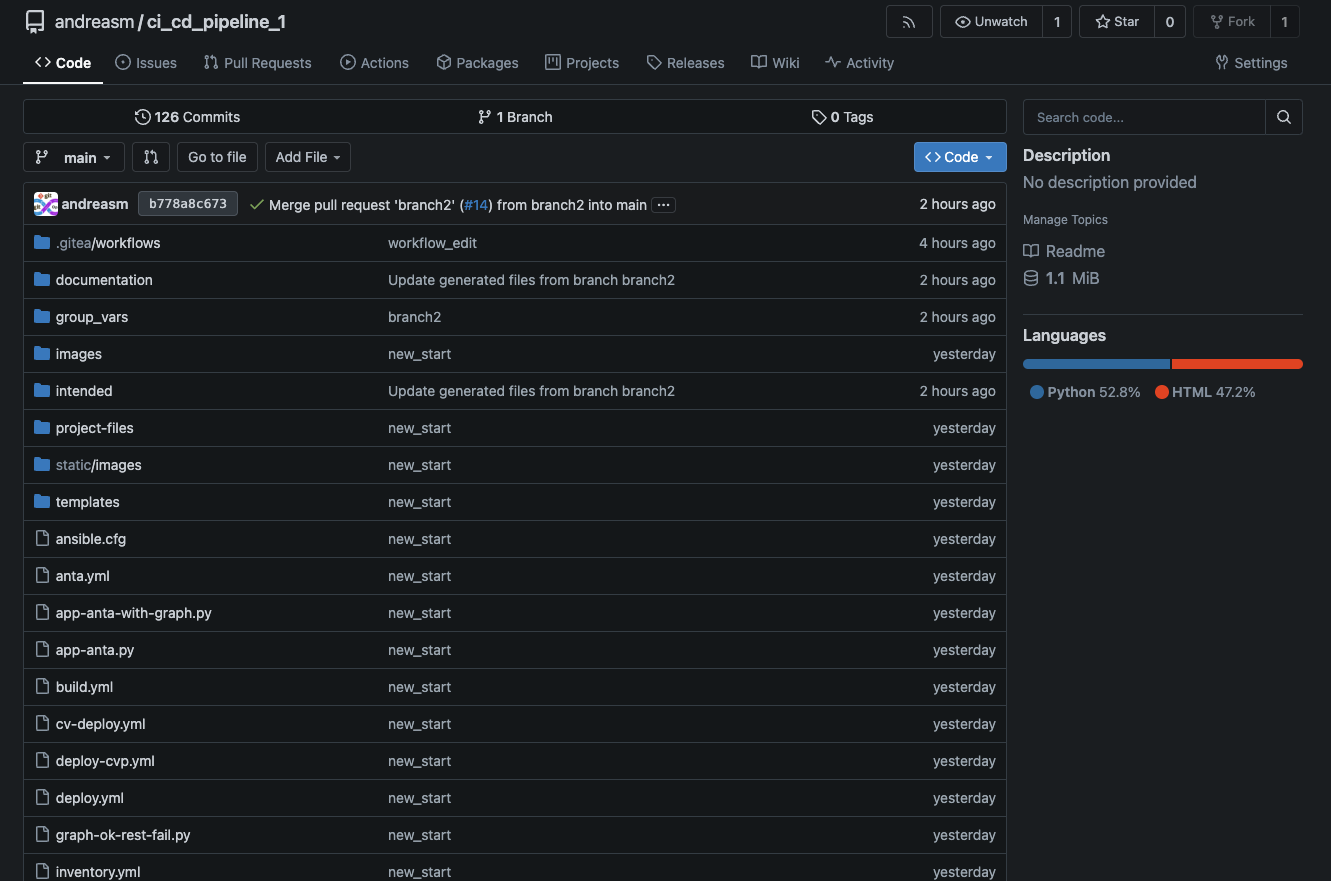 andreasm / ci_cd_pipeline_1
Unwatch 1 Star 0 Fork 1
Code Issues Pull Requests Actions Packages Projects Releases Wiki Activity Settings
126 Commits 1 Branch 0 Tags
Search code...
main Go to file Add File Code
Description
No description provided
Manage Topics
Readme
1.1 MiB
Languages
Python 52.8% HTML 47.2%
andreasm b778a8c673 Merge pull request 'branch2' (#14) from branch2 into main ... 2 hours ago
.gitea/workflows workflow_edit 4 hours ago
documentation Update generated files from branch branch2 2 hours ago
group_vars branch2 2 hours ago
images new_start yesterday
intended Update generated files from branch branch2 2 hours ago
project-files new_start yesterday
static/images new_start yesterday
templates new_start yesterday
ansible.cfg new_start yesterday
anta.yml new_start yesterday
app-anta-with-graph.py new_start yesterday
app-anta.py new_start yesterday
build.yml new_start yesterday
cv-deploy.yml new_start yesterday
deploy-cvp.yml new_start yesterday
deploy.yml new_start yesterday
graph-ok-rest-fail.py new_start yesterday
inventory.yml new_start yesterday